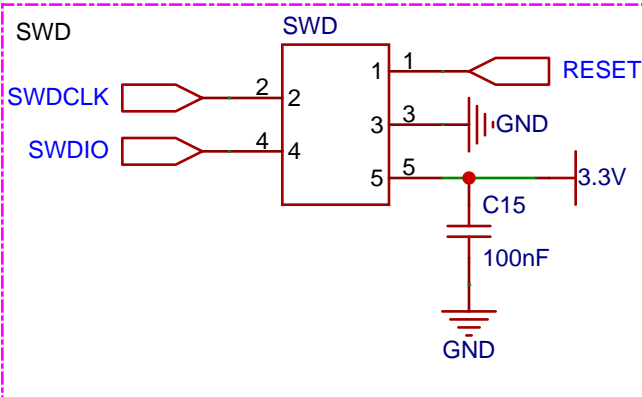 SWD
SWD
1 1 RESET
SWDCLK 2 2
3 3 GND
SWDIO 4 4
5 5 3.3V
C15
100nF
GND